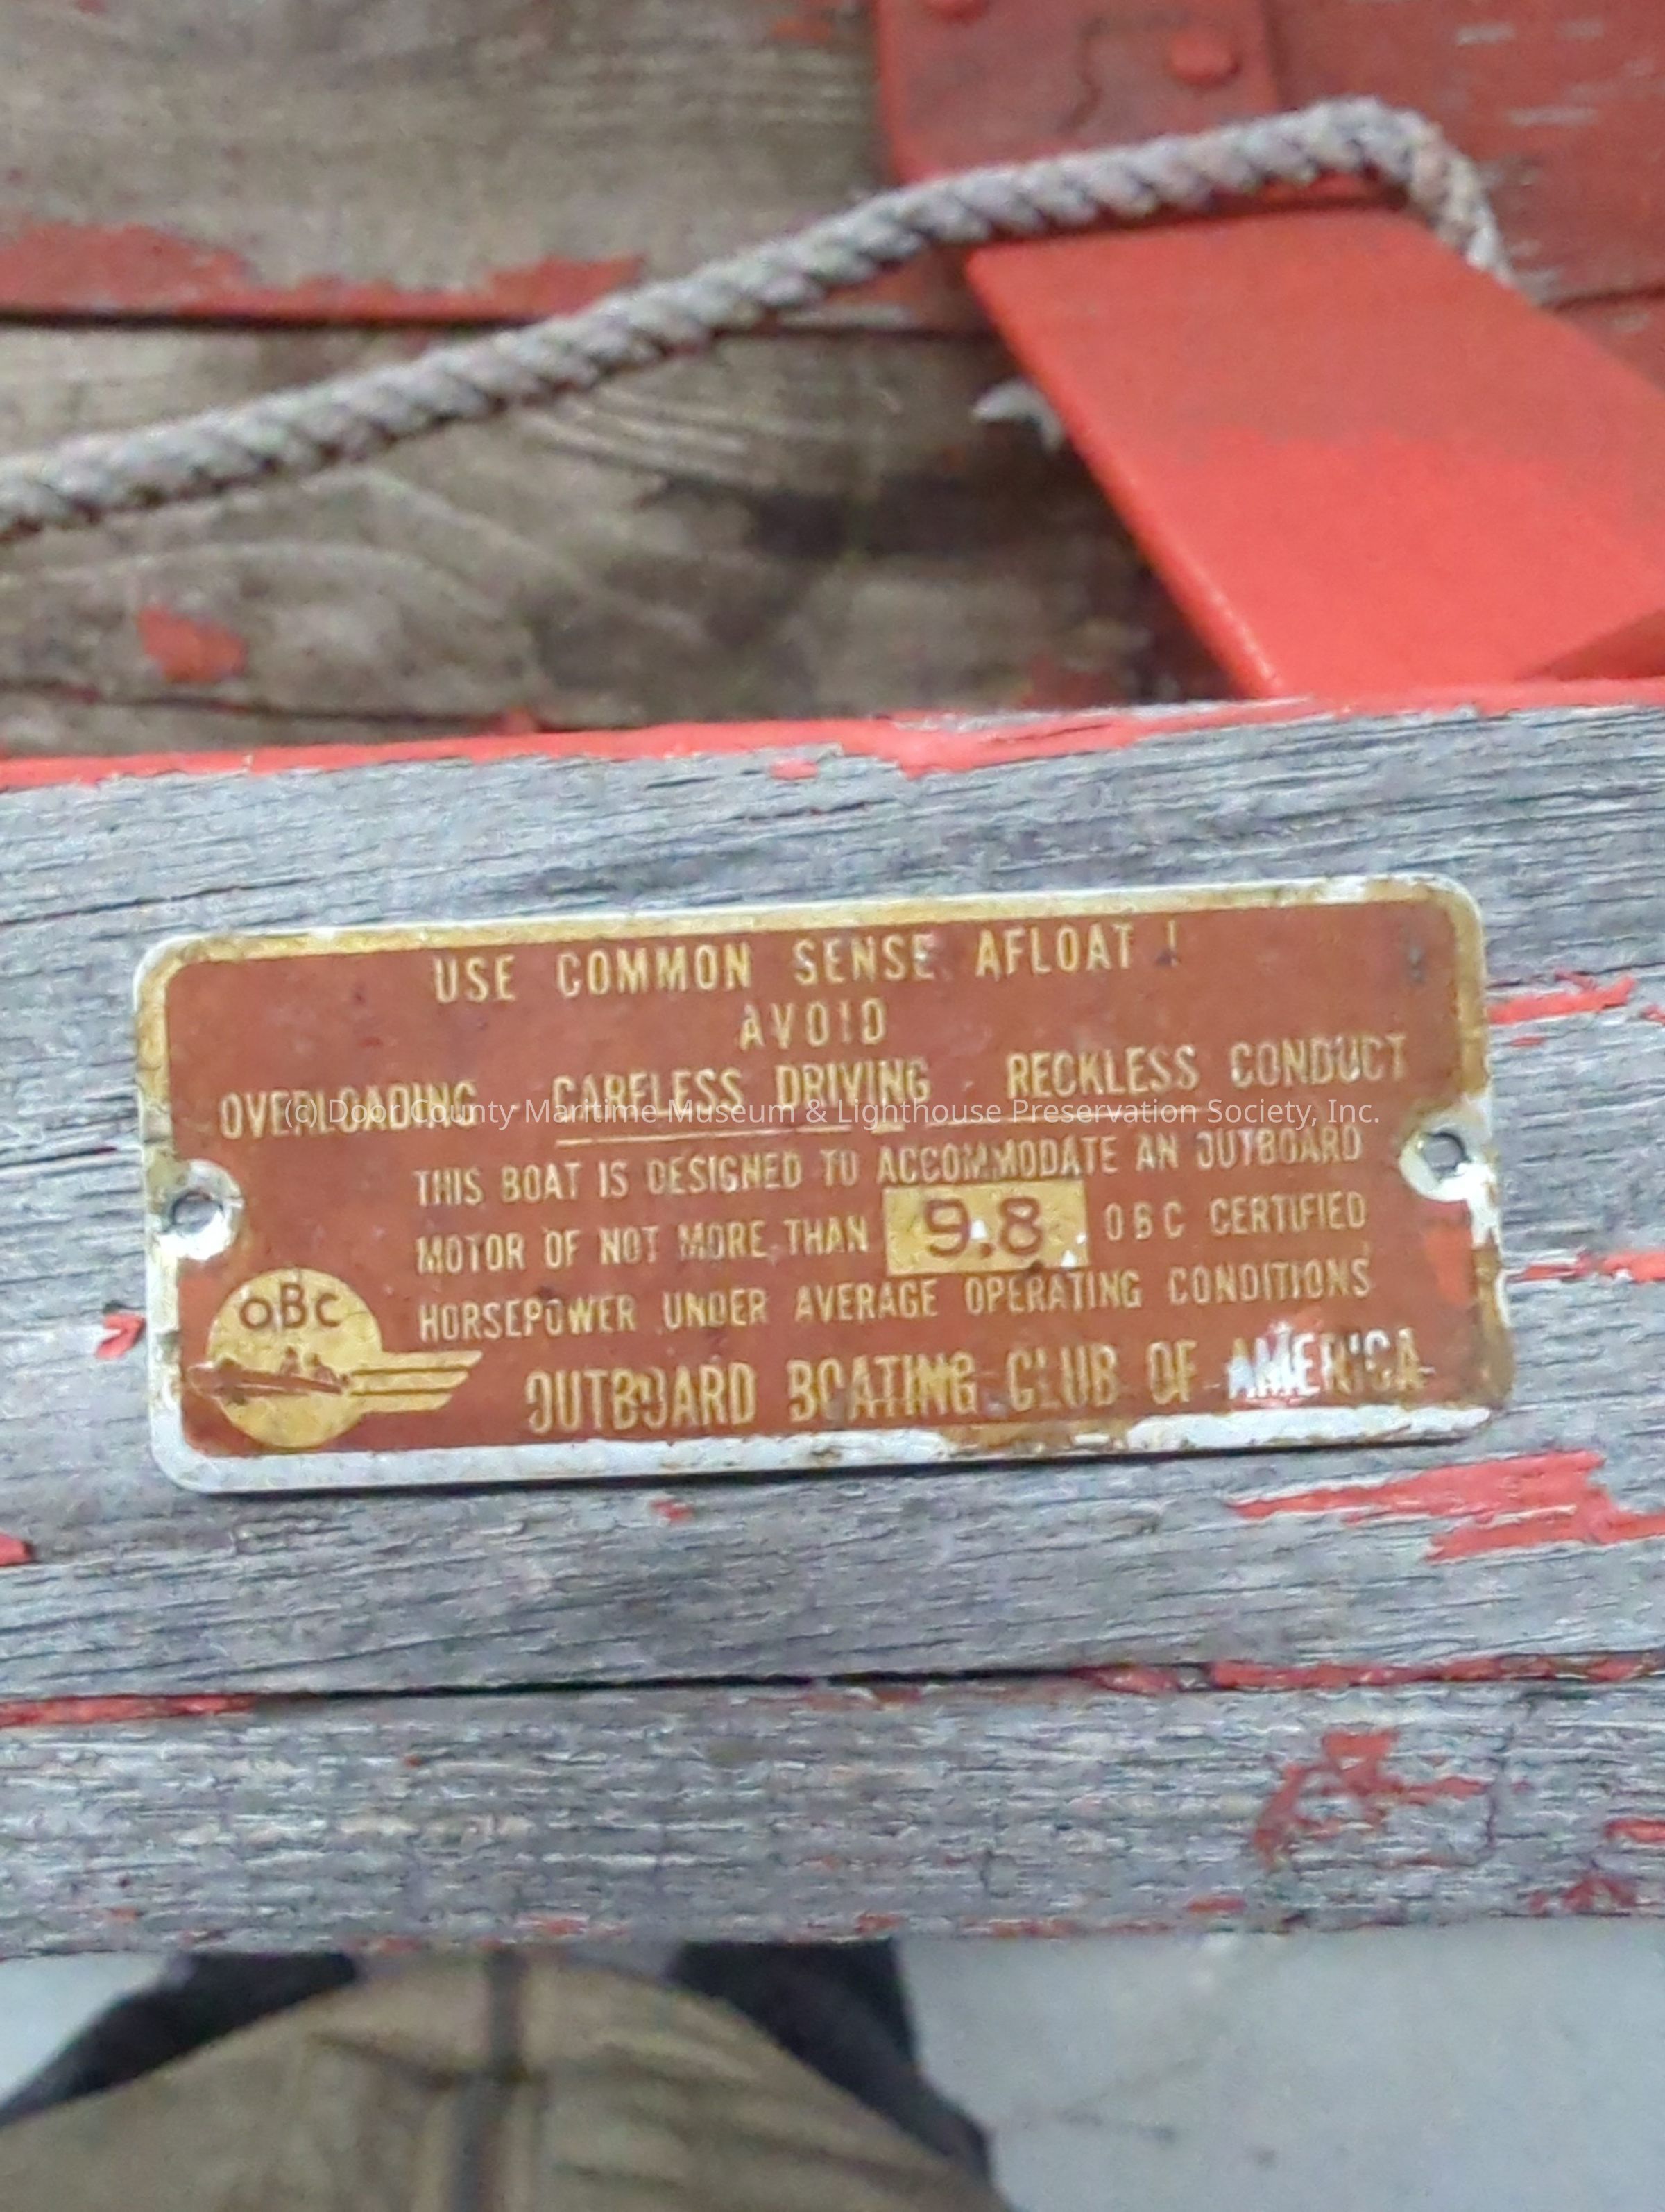 USE COMMON SENSE AFLOAT !
AVOID
OVERLOADING CARELESS DRIVING RECKLESS CONDUCT
(c) Door County Maritime Museum & Lighthouse Preservation Society, Inc.
THIS BOAT IS DESIGNED TO ACCOMMODATE AN OUTBOARD
MOTOR OF NOT MORE THAN 9.8 OBC CERTIFIED
HORSEPOWER UNDER AVERAGE OPERATING CONDITIONS
OBC
OUTBOARD BOATING CLUB OF AMERICA